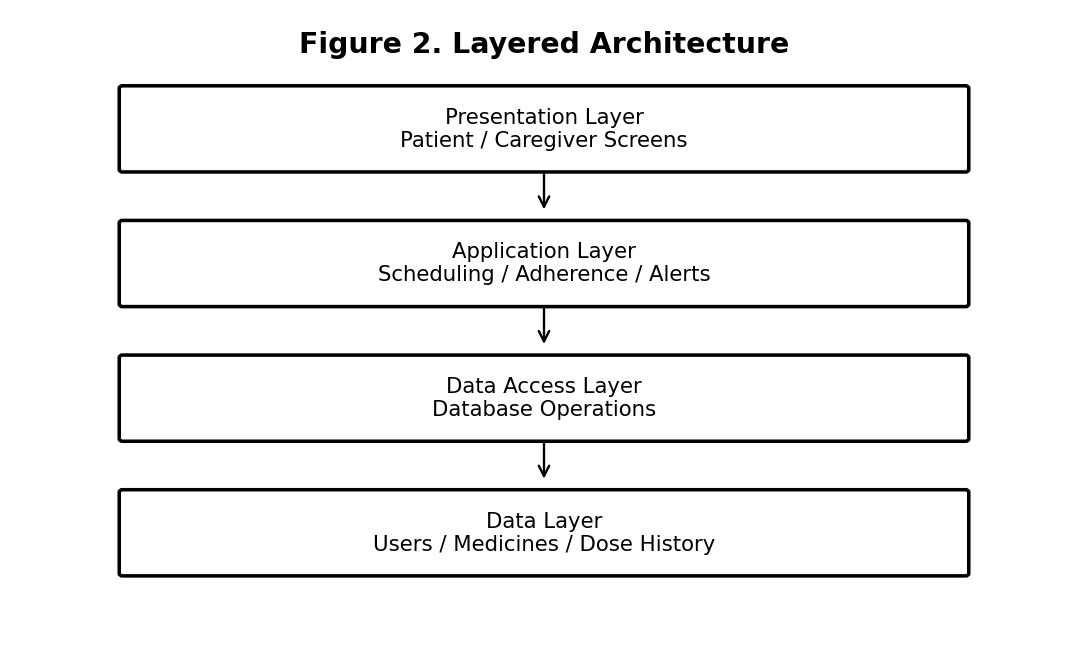 Figure 2. Layered Architecture
Presentation Layer
Patient / Caregiver Screens
Application Layer
Scheduling / Adherence / Alerts
Data Access Layer
Database Operations
Data Layer
Users / Medicines / Dose History